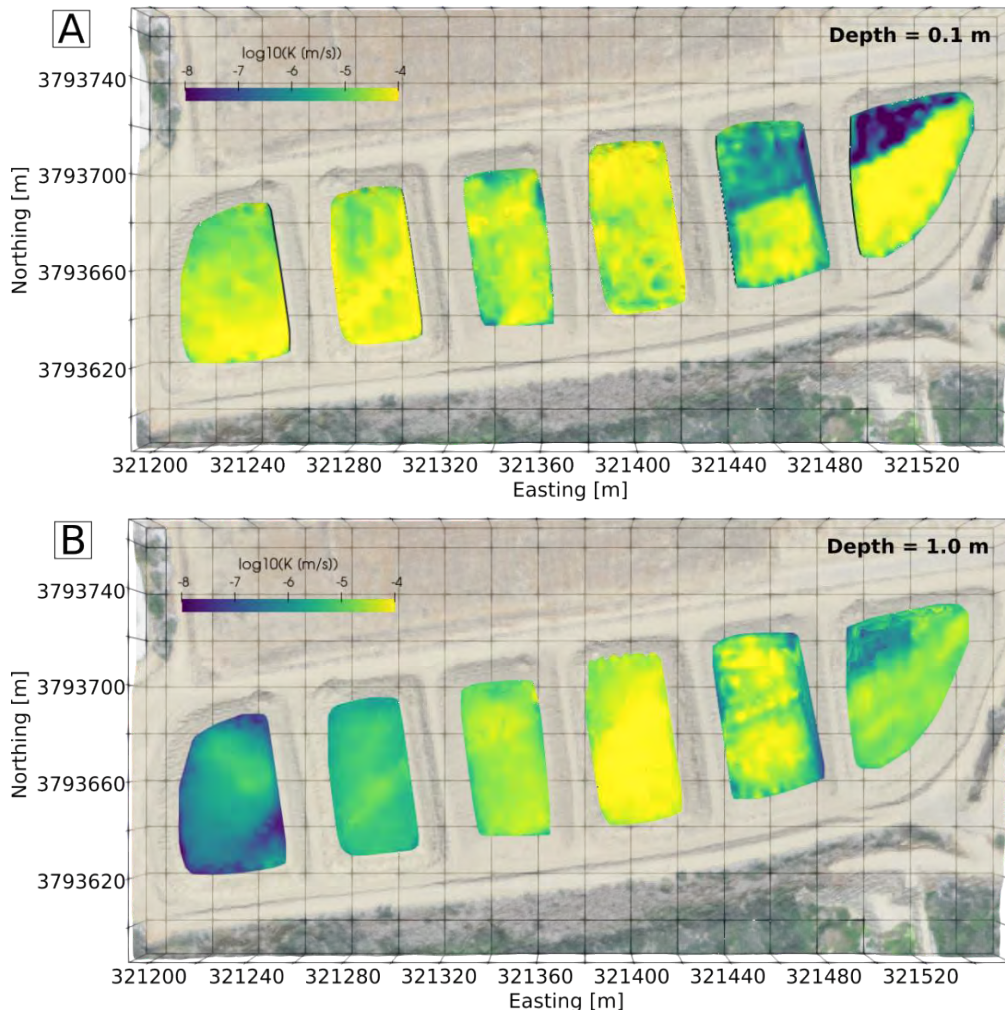 A
Depth = 0.1 m
log10(K [m/s])
-8 -7 -6 -5 -4
3793740
3793700
3793660
3793620
Northing [m]
321200 321240 321280 321320 321360 321400 321440 321480 321520
Easting [m]
B
Depth = 1.0 m
log10(K [m/s])
-8 -7 -6 -5 -4
3793740
3793700
3793660
3793620
Northing [m]
321200 321240 321280 321320 321360 321400 321440 321480 321520
Easting [m]